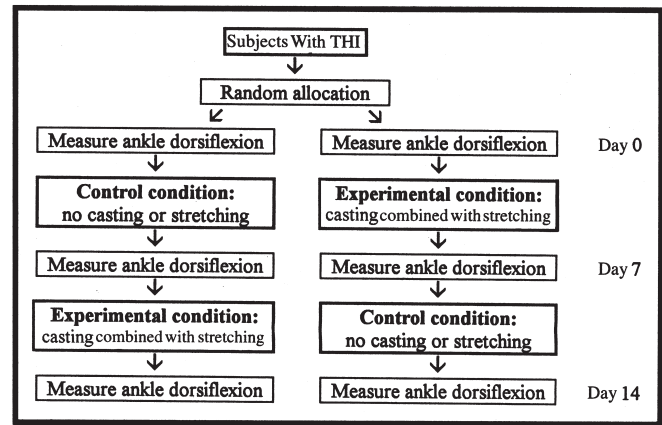 Subjects With THI
Random allocation
Measure ankle dorsiflexion
Measure ankle dorsiflexion
Day 0
Control condition:
no casting or stretching
Experimental condition:
casting combined with stretching
Measure ankle dorsiflexion
Measure ankle dorsiflexion
Day 7
Experimental condition:
casting combined with stretching
Control condition:
no casting or stretching
Measure ankle dorsiflexion
Measure ankle dorsiflexion
Day 14